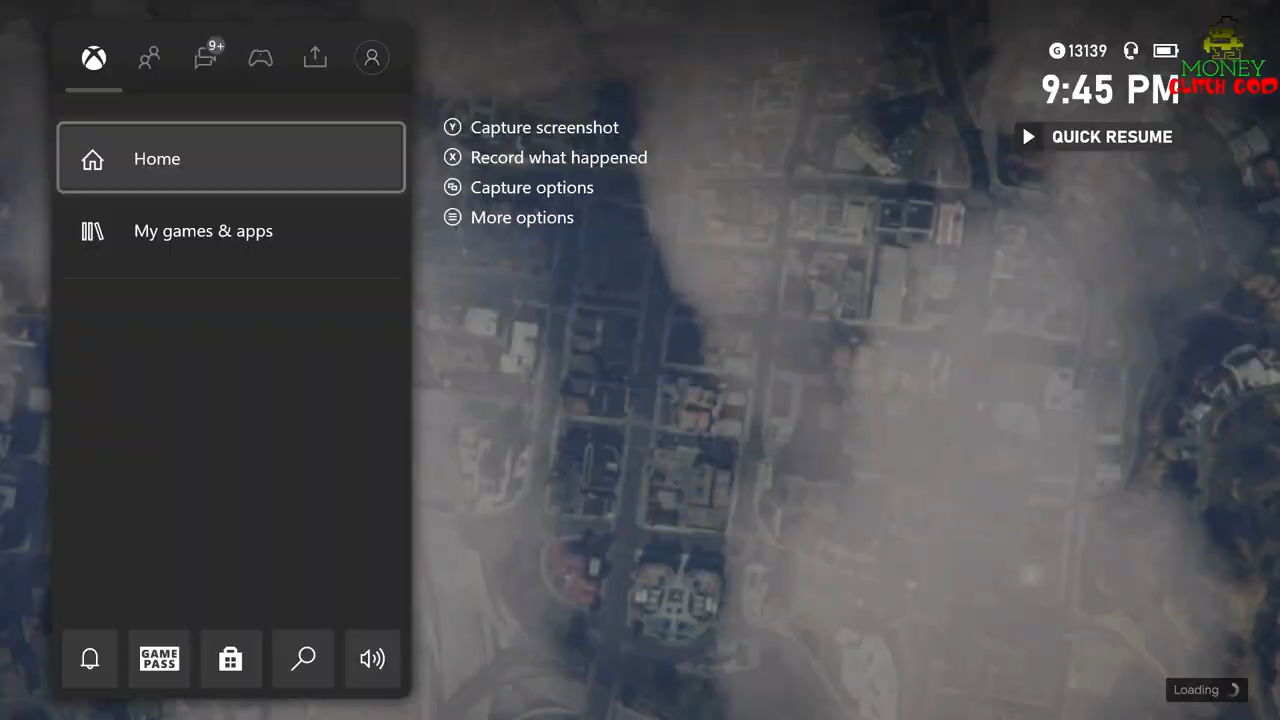 9+
G 13139
9:45 PM
MONEY
GLITCH GOD
QUICK RESUME
Home
My games & apps
Y Capture screenshot
X Record what happened
Capture options
More options
GAME
PASS
Loading